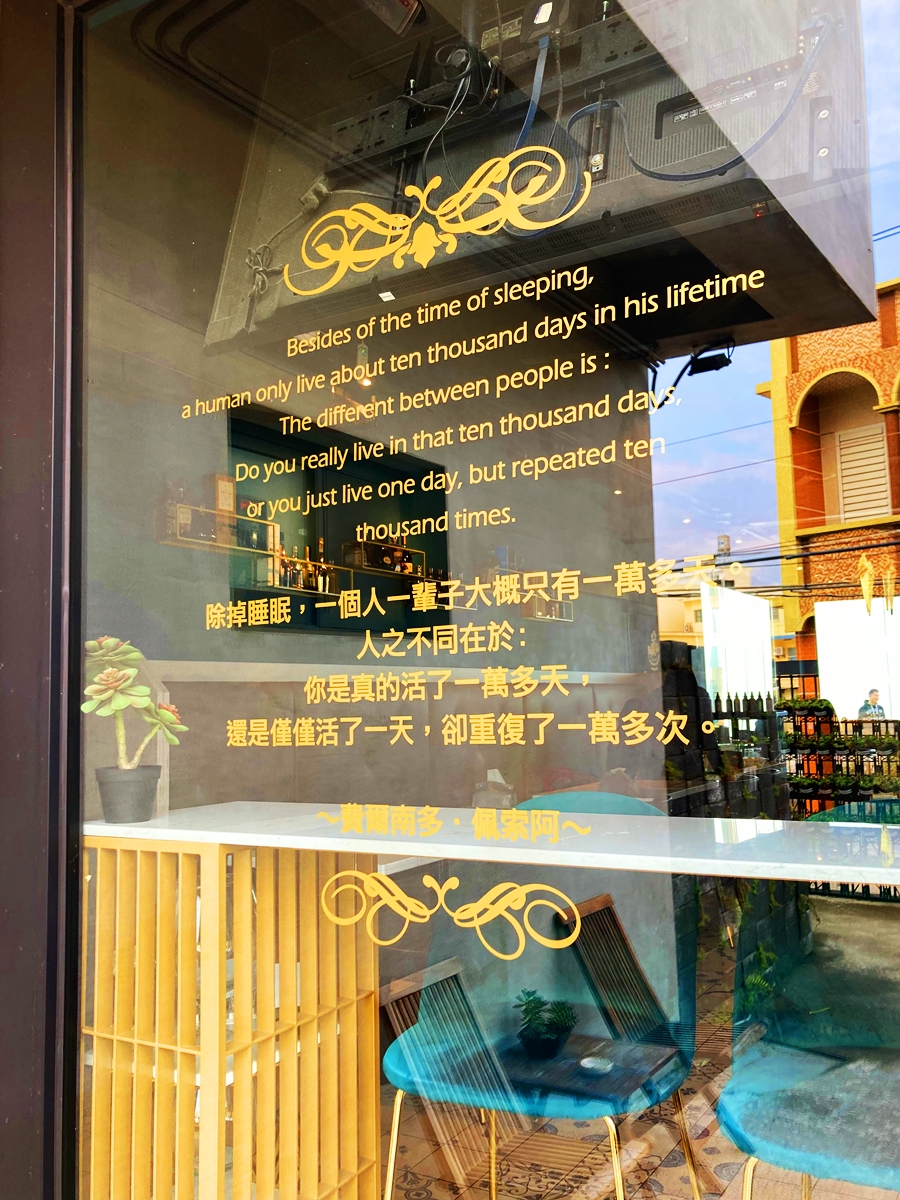 Besides of the time of sleeping,
a human only live about ten thousand days in his lifetime
The different between people is :
Do you really live in that ten thousand days,
or you just live one day, but repeated ten
thousand times.
除掉睡眠，一個人一輩子大概只有一萬多天。
人之不同在於：
你是真的活了一萬多天，
還是僅僅活了一天，卻重復了一萬多次。
～費爾南多·佩索阿～